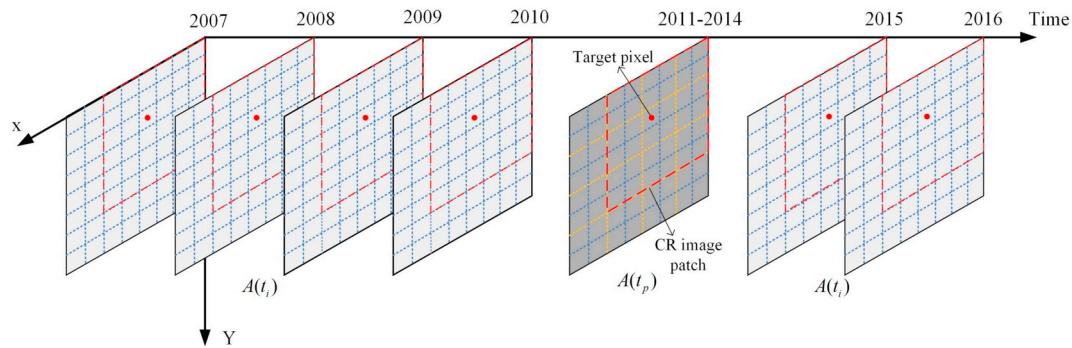 2007 2008 2009 2010 2011-2014 2015 2016 Time
Target pixel
x
CR image
patch
A(t_i) A(t_p) A(t_i)
Y